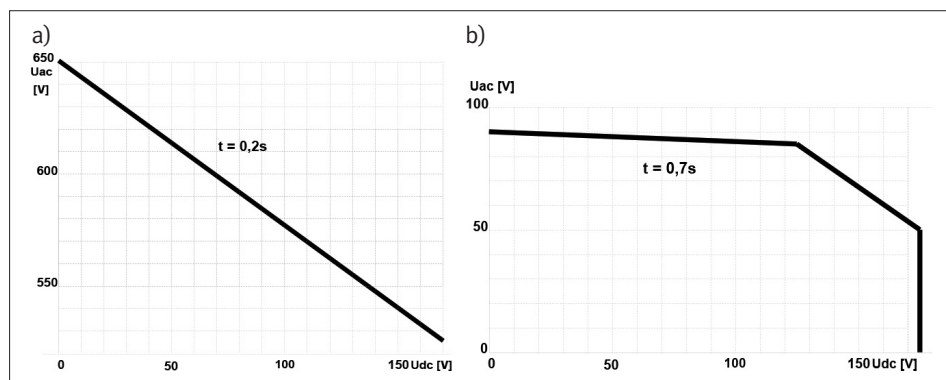 a)
650
Uac
[V]
t = 0,2s
600
550
0 50 100 150 Udc [V]
b)
Uac [V]
100
t = 0,7s
50
0
0 50 100 150 Udc [V]